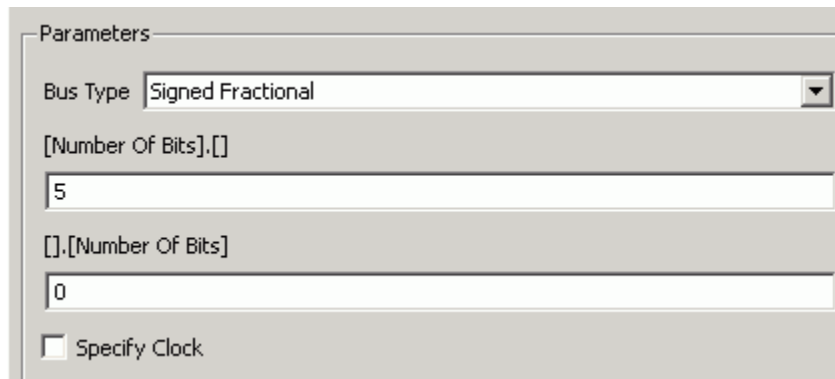 Parameters
Bus Type Signed Fractional
[Number Of Bits].[]
5
[].[Number Of Bits]
0
Specify Clock